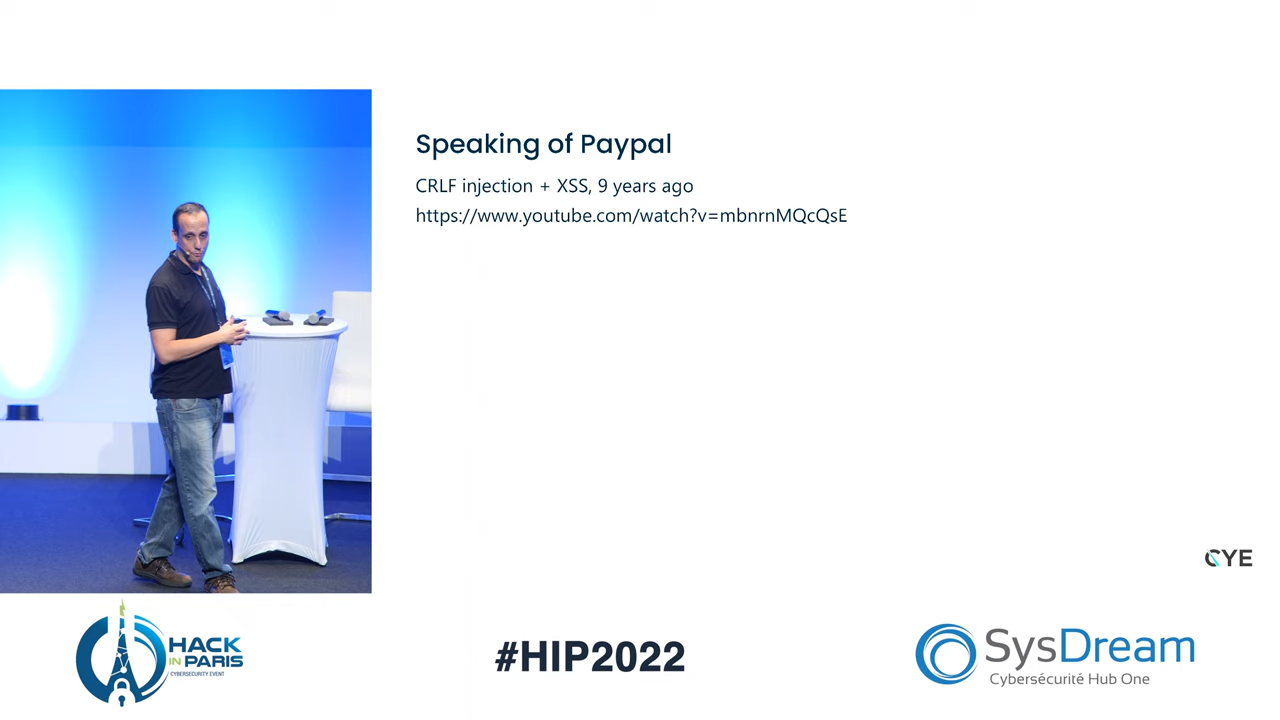 Speaking of Paypal
CRLF injection + XSS, 9 years ago
https://www.youtube.com/watch?v=mbnrnMQcQsE
CYE
HACK
IN PARIS
CYBERSECURITY EVENT
#HIP2022
SysDream
Cybersécurité Hub One